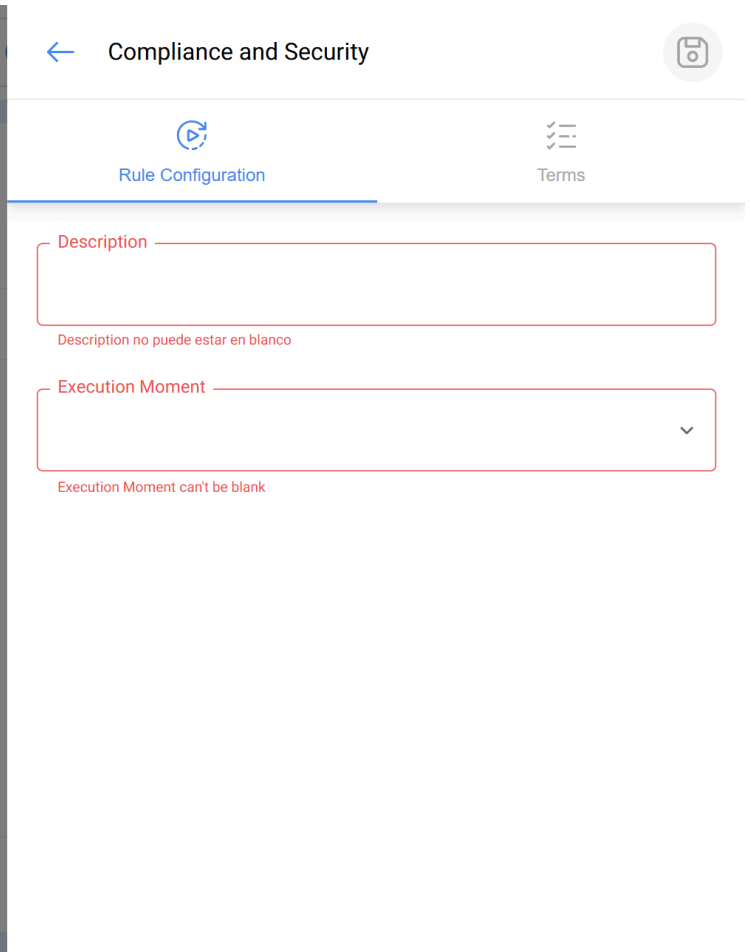 Compliance and Security
Rule Configuration
Terms
Description
Description no puede estar en blanco
Execution Moment
Execution Moment can't be blank